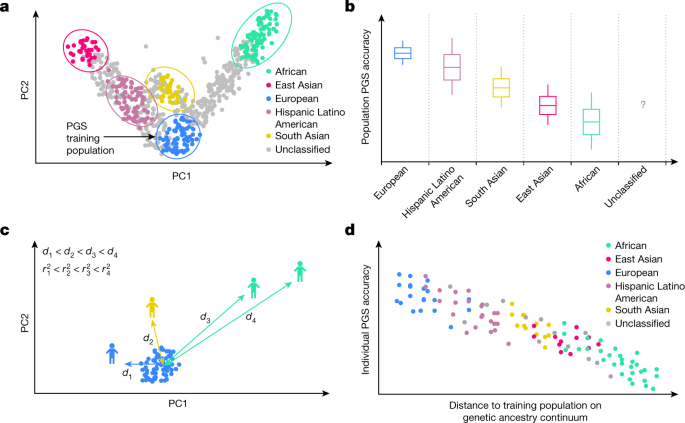 a
PC2
PC1
PGS
training
population
African
East Asian
European
Hispanic Latino
American
South Asian
Unclassified
b
Population PGS accuracy
?
European
Hispanic Latino
American
South Asian
East Asian
African
Unclassified
c
d1 < d2 < d3 < d4
r²1 < r²2 < r²3 < r²4
PC2
d3
d4
d2
d1
PC1
d
Individual PGS accuracy
African
East Asian
European
Hispanic Latino
American
South Asian
Unclassified
Distance to training population on
genetic ancestry continuum